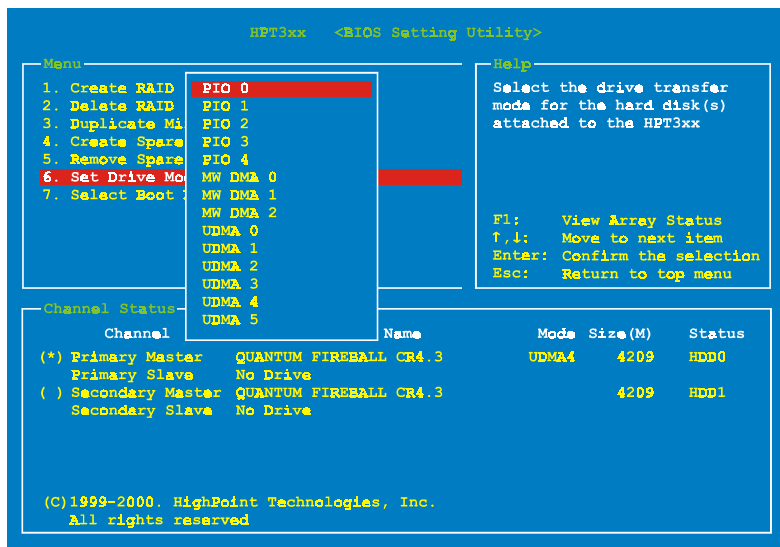 HPT3xx <BIOS Setting Utility>
Menu
1. Create RAID
2. Delete RAID
3. Duplicate Mi
4. Create Spare
5. Remove Spare
6. Set Drive Mo
7. Select Boot
PIO 0
PIO 1
PIO 2
PIO 3
PIO 4
MW DMA 0
MW DMA 1
MW DMA 2
UDMA 0
UDMA 1
UDMA 2
UDMA 3
UDMA 4
UDMA 5
Help
Select the drive transfer
mode for the hard disk(s)
attached to the HPT3xx
F1: View Array Status
↑,↓: Move to next item
Enter: Confirm the selection
Esc: Return to top menu
Channel Status
Channel Name Mode Size(M) Status
(*) Primary Master QUANTUM FIREBALL CR4.3 UDMA4 4209 HDD0
Primary Slave No Drive
( ) Secondary Master QUANTUM FIREBALL CR4.3 4209 HDD1
Secondary Slave No Drive
(C)1999-2000. HighPoint Technologies, Inc.
All rights reserved